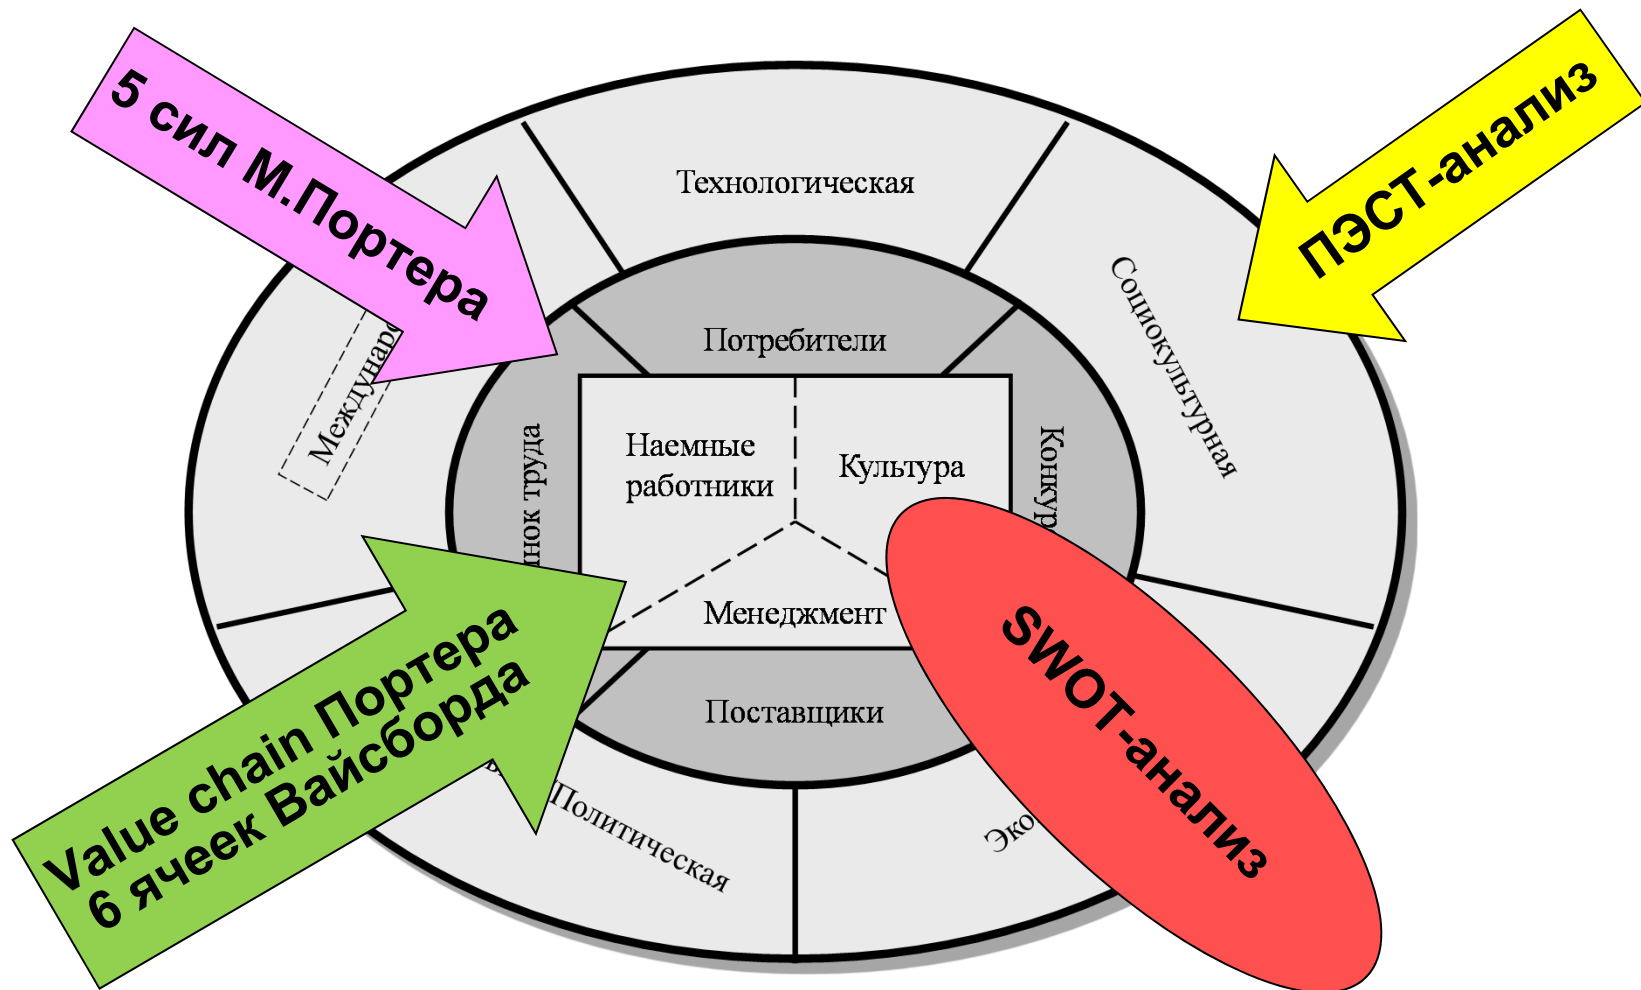 5 сил М.Портера
ПЭСТ-анализ
Технологическая
Социокультурная
Потребители
Наемные
работники
Культура
труда
Менеджмент
Value chain Портера
6 ячеек Вайсборда
SWOT-анализ
Поставщики
Политическая